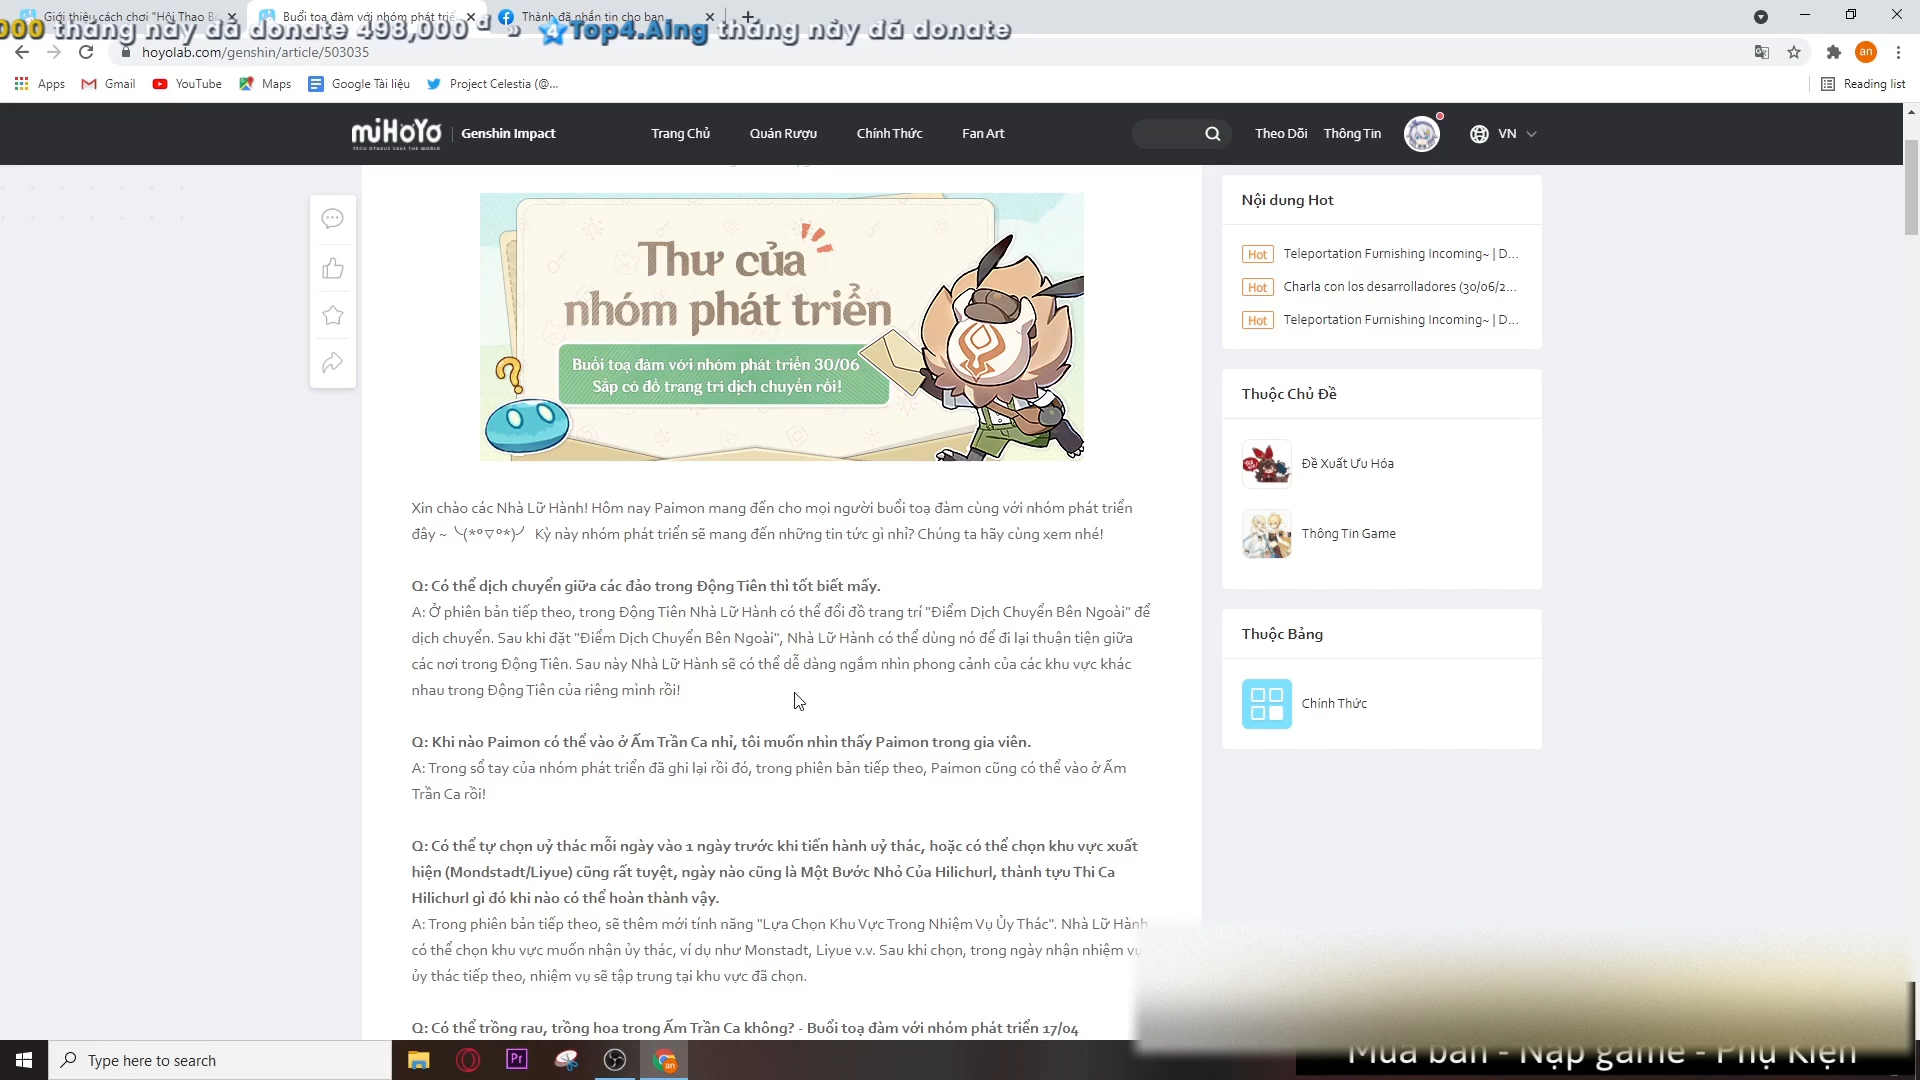 Giới thiệu cách chơi "Hội Thao B
Buổi toạ đàm với nhóm phát triể
Thành đã nhắn tin cho bạn
000 tháng này đã donate 498,000 đ » 4 Top4.Aing tháng này đã donate
hoyolab.com/genshin/article/503035
an
Apps
Gmail
YouTube
Maps
Google Tài liệu
Project Celestia (@...
Reading list
miHoYo
TECH OTAKUS SAVE THE WORLD
Genshin Impact
Trang Chủ
Quán Rượu
Chính Thức
Fan Art
Theo Dõi
Thông Tin
VN
Thư của
nhóm phát triển
Buổi toạ đàm với nhóm phát triển 30/06
Sắp có đồ trang trí dịch chuyển rồi!
Xin chào các Nhà Lữ Hành! Hôm nay Paimon mang đến cho mọi người buổi toạ đàm cùng với nhóm phát triển
đây ~ ╰(*°▽°*)╯ Kỳ này nhóm phát triển sẽ mang đến những tin tức gì nhỉ? Chúng ta hãy cùng xem nhé!
Q: Có thể dịch chuyển giữa các đảo trong Động Tiên thì tốt biết mấy.
A: Ở phiên bản tiếp theo, trong Động Tiên Nhà Lữ Hành có thể đổi đồ trang trí "Điểm Dịch Chuyển Bên Ngoài" để
dịch chuyển. Sau khi đặt "Điểm Dịch Chuyển Bên Ngoài", Nhà Lữ Hành có thể dùng nó để đi lại thuận tiện giữa
các nơi trong Động Tiên. Sau này Nhà Lữ Hành sẽ có thể dễ dàng ngắm nhìn phong cảnh của các khu vực khác
nhau trong Động Tiên của riêng mình rồi!
Q: Khi nào Paimon có thể vào ở Ấm Trần Ca nhỉ, tôi muốn nhìn thấy Paimon trong gia viên.
A: Trong sổ tay của nhóm phát triển đã ghi lại rồi đó, trong phiên bản tiếp theo, Paimon cũng có thể vào ở Ấm
Trần Ca rồi!
Q: Có thể tự chọn uỷ thác mỗi ngày vào 1 ngày trước khi tiến hành uỷ thác, hoặc có thể chọn khu vực xuất
hiện (Mondstadt/Liyue) cũng rất tuyệt, ngày nào cũng là Một Bước Nhỏ Của Hilichurl, thành tựu Thi Ca
Hilichurl gì đó khi nào có thể hoàn thành vậy.
A: Trong phiên bản tiếp theo, sẽ thêm mới tính năng "Lựa Chọn Khu Vực Trong Nhiệm Vụ Ủy Thác". Nhà Lữ Hành
có thể chọn khu vực muốn nhận ủy thác, ví dụ như Monstadt, Liyue v.v. Sau khi chọn, trong ngày nhận nhiệm vụ
ủy thác tiếp theo, nhiệm vụ sẽ tập trung tại khu vực đã chọn.
Q: Có thể trồng rau, trồng hoa trong Ấm Trần Ca không? - Buổi toạ đàm với nhóm phát triển 17/04
Nội dung Hot
Hot Teleportation Furnishing Incoming~ | D...
Hot Charla con los desarrolladores (30/06/2...
Hot Teleportation Furnishing Incoming~ | D...
Thuộc Chủ Đề
Đề Xuất Ưu Hóa
Thông Tin Game
Thuộc Bảng
Chính Thức
Type here to search
Pr
an
Mua bán - Nạp game - Phụ Kiện